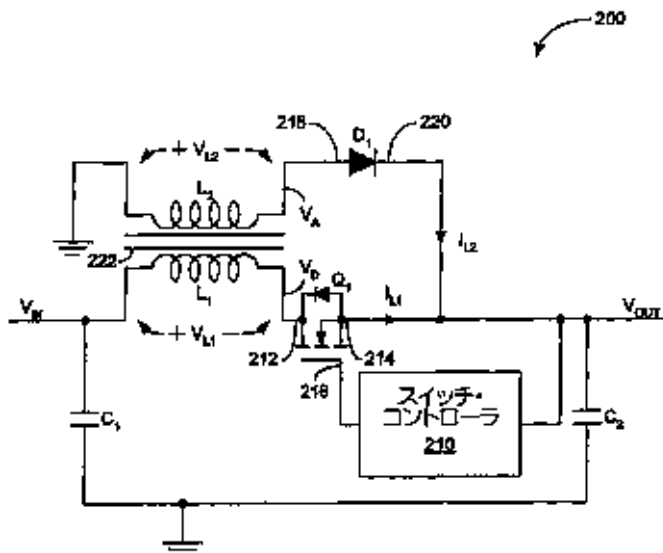 200
+ V_L2
218
D_1
220
L_2
V_A
I_L2
222
V_D
Q_1
L_1
I_L1
V_IN
+ V_L1
V_OUT
212
214
216
C_1
スイッチ・
コントローラ
210
C_2